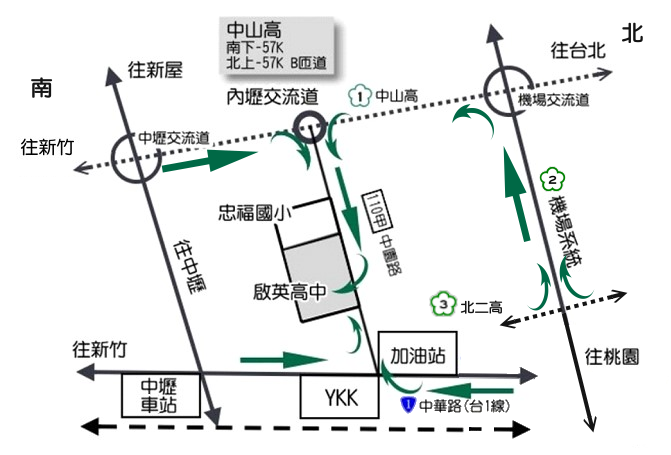 中山高
南下-57K
北上-57K B匝道
北
南
往新屋
往台北
內壢交流道
1
中山高
機場交流道
中壢交流道
往新竹
2
機場系統
110甲
中園路
忠福國小
往中壢
啟英高中
3
北二高
往新竹
加油站
往桃園
中壢
車站
YKK
1
中華路(台1線)